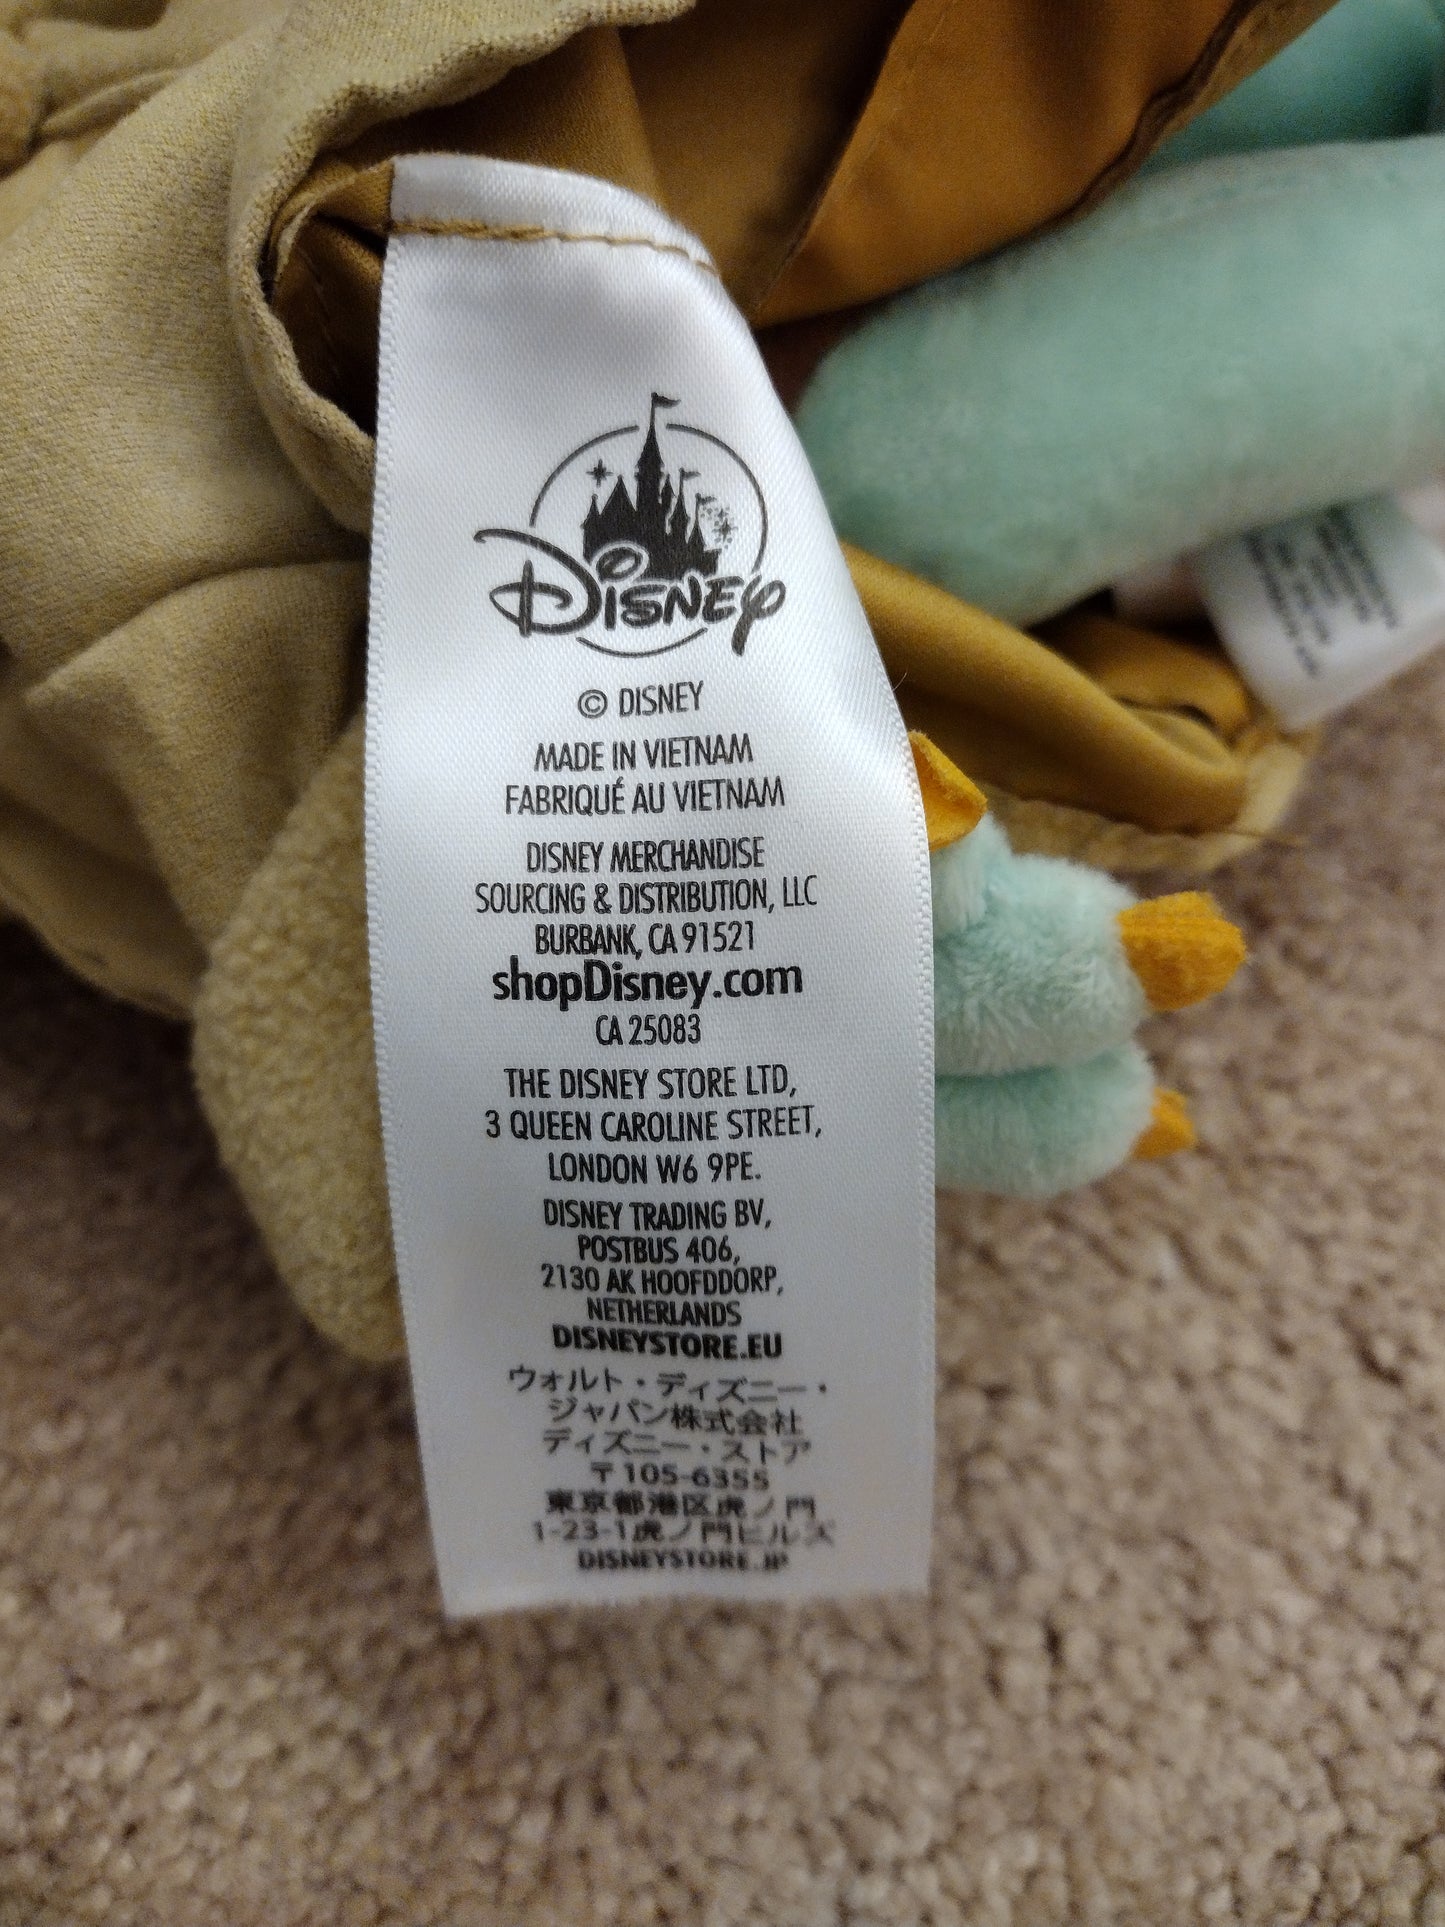 Disney
© DISNEY
MADE IN VIETNAM
FABRIQUÉ AU VIETNAM
DISNEY MERCHANDISE
SOURCING & DISTRIBUTION, LLC
BURBANK, CA 91521
shopDisney.com
CA 25083
THE DISNEY STORE LTD,
3 QUEEN CAROLINE STREET,
LONDON W6 9PE.
DISNEY TRADING BV,
POSTBUS 406,
2130 AK HOOFDDORP,
NETHERLANDS
DISNEYSTORE.EU
ウォルト・ディズニー・
ジャパン株式会社
ディズニー・ストア
〒105-6355
東京都港区虎ノ門
1-23-1虎ノ門ヒルズ
DISNEYSTORE.JP